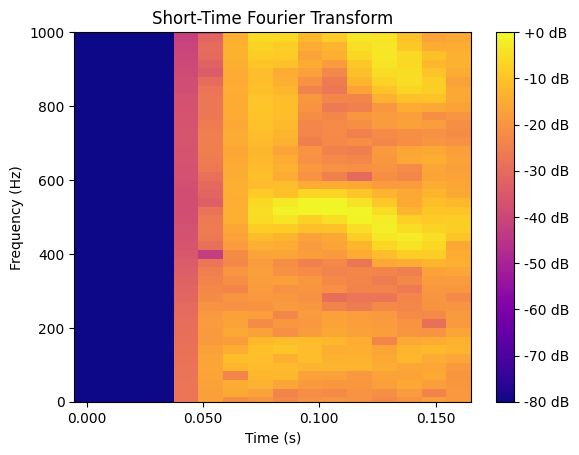 Short-Time Fourier Transform
1000
800
600
400
200
0
Frequency (Hz)
0.000
0.050
0.100
0.150
Time (s)
+0 dB
-10 dB
-20 dB
-30 dB
-40 dB
-50 dB
-60 dB
-70 dB
-80 dB